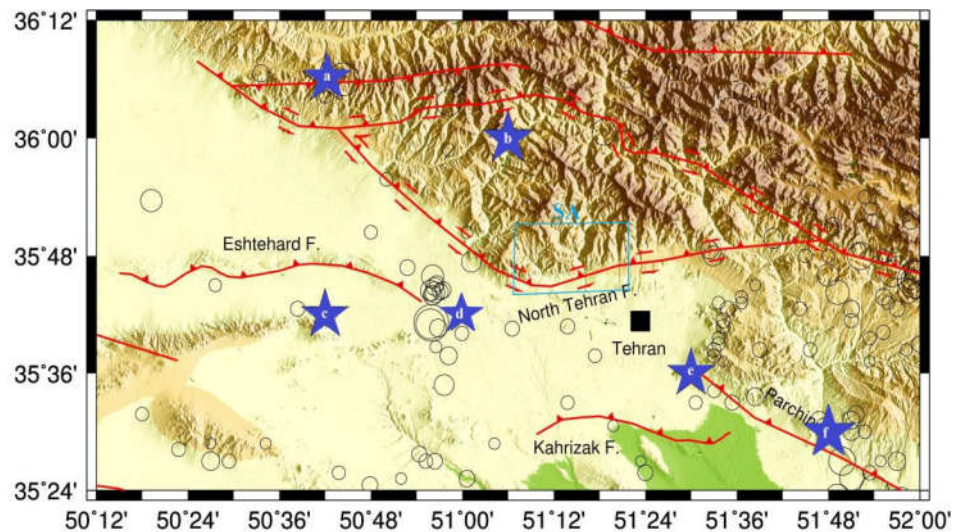 36˚12'
a
36˚00'
b
SA
35˚48'
Eshtehard F.
c
d
North Tehran F.
Tehran
35˚36'
e
Parchin
f
Kahrizak F.
35˚24'
50˚12' 50˚24' 50˚36' 50˚48' 51˚00' 51˚12' 51˚24' 51˚36' 51˚48' 52˚00'